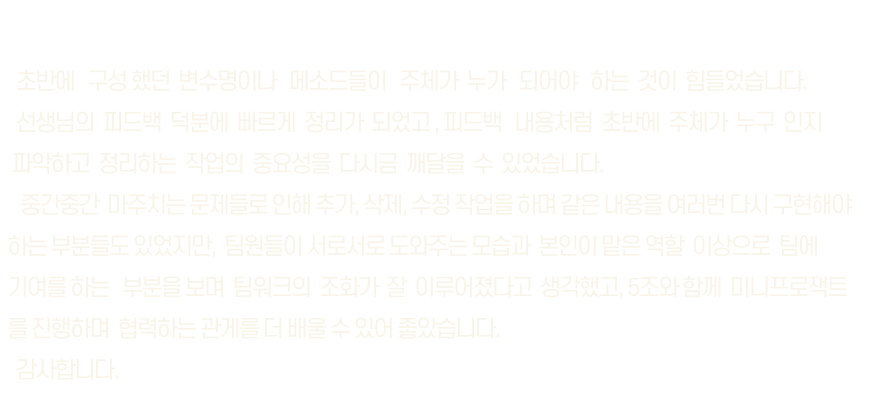 초반에 구성 했던 변수명이나 메소드들이 주체가 누가 되어야 하는 것이 힘들었습니다.
선생님의 피드백 덕분에 빠르게 정리가 되었고, 피드백 내용처럼 초반에 주체가 누구 인지
파악하고 정리하는 작업의 중요성을 다시금 깨달을 수 있었습니다.
중간중간 마주치는 문제들로 인해 추가, 삭제, 수정 작업을 하며 같은 내용을 여러번 다시 구현해야
하는 부분들도 있었지만, 팀원들이 서로서로 도와주는 모습과 본인이 맡은 역할 이상으로 팀에
기여를 하는 부분을 보며 팀워크의 조화가 잘 이루어졌다고 생각했고, 5조와 함께 미니프로젝트
를 진행하며 협력하는 관게를 더 배울 수 있어 좋았습니다.
감사합니다.